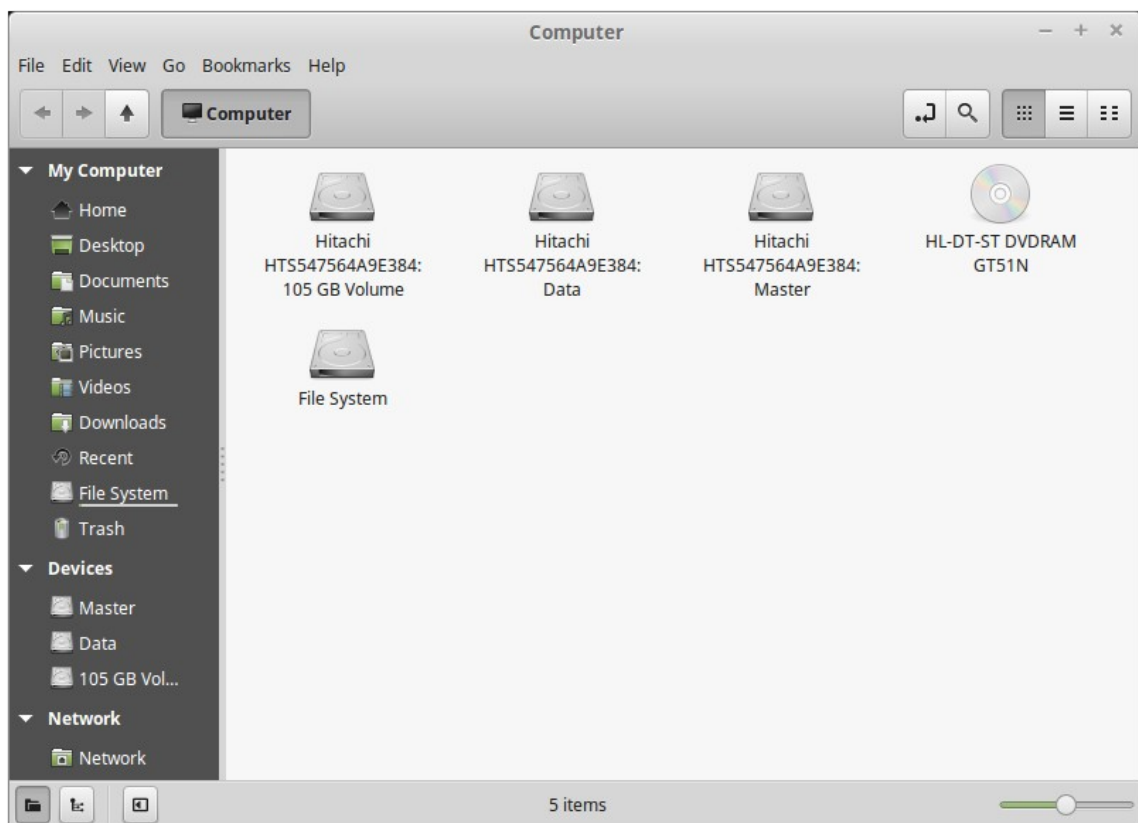 Computer
File Edit View Go Bookmarks Help
Computer
My Computer
Home
Desktop
Documents
Music
Pictures
Videos
Downloads
Recent
File System
Trash
Devices
Master
Data
105 GB Vol...
Network
Network
Hitachi
HTS547564A9E384:
105 GB Volume
Hitachi
HTS547564A9E384:
Data
Hitachi
HTS547564A9E384:
Master
HL-DT-ST DVDRAM
GT51N
File System
5 items